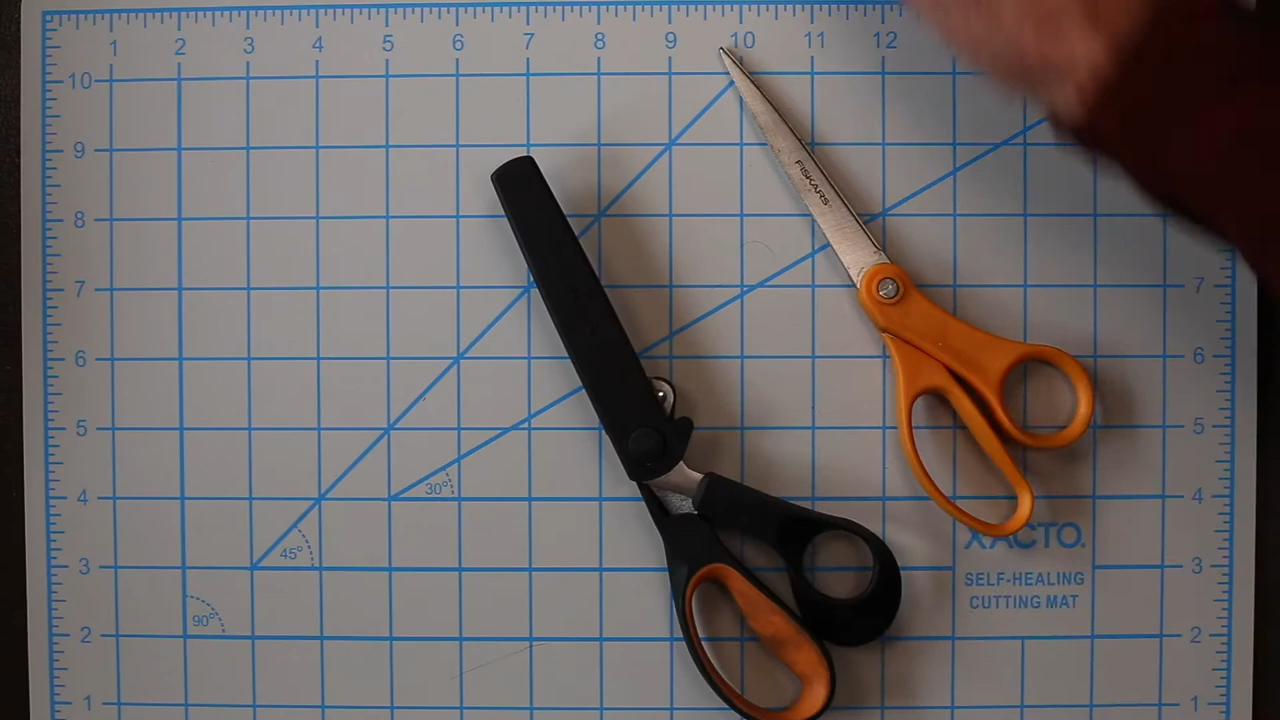 1 2 3 4 5 6 7 8 9 10 11 12
10
9
8
7 7
6 6
5 5
FISKARS
30°
4 4
XACTO.
45°
3 3
SELF-HEALING
CUTTING MAT
90°
2 2
1 1